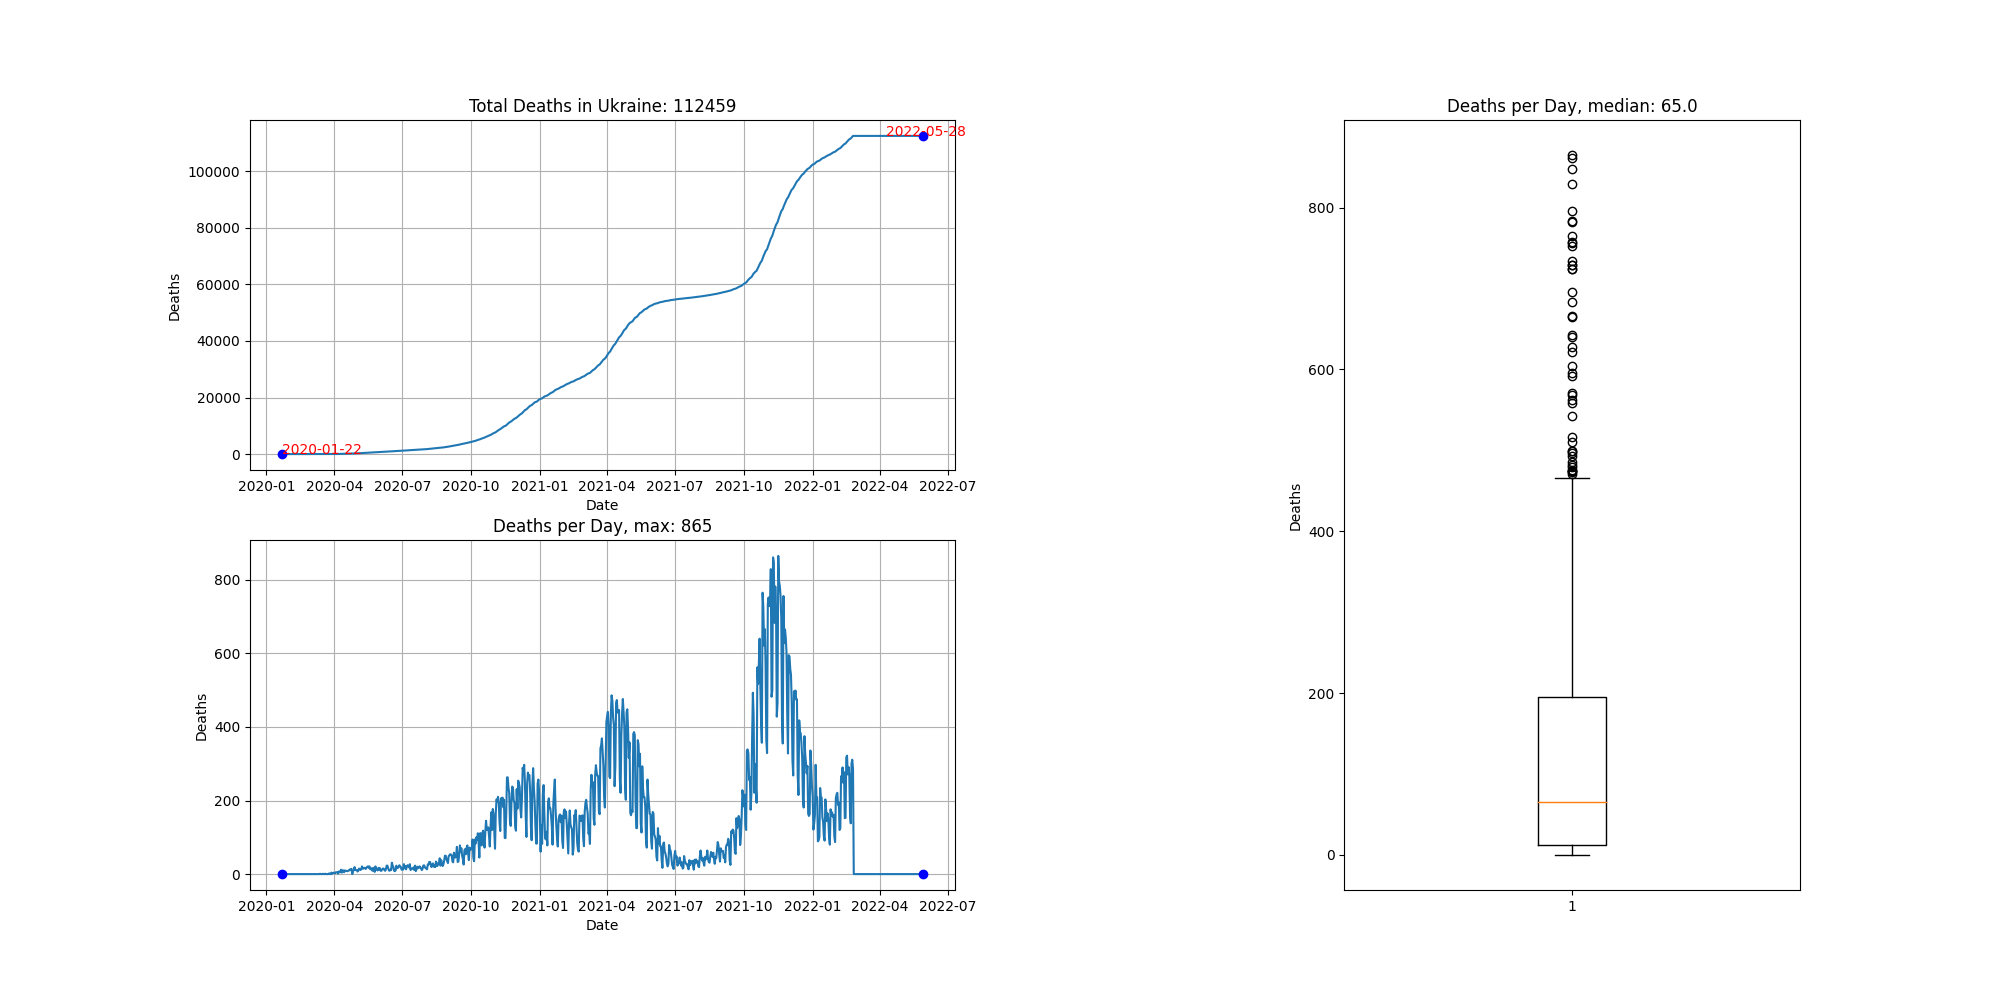 Total Deaths in Ukraine: 112459
2022-05-28
100000
80000
60000
40000
20000
0
Deaths
2020-01-22
2020-01 2020-04 2020-07 2020-10 2021-01 2021-04 2021-07 2021-10 2022-01 2022-04 2022-07
Date
Deaths per Day, max: 865
800
600
400
200
0
Deaths
2020-01 2020-04 2020-07 2020-10 2021-01 2021-04 2021-07 2021-10 2022-01 2022-04 2022-07
Date
Deaths per Day, median: 65.0
800
600
400
200
0
Deaths
1